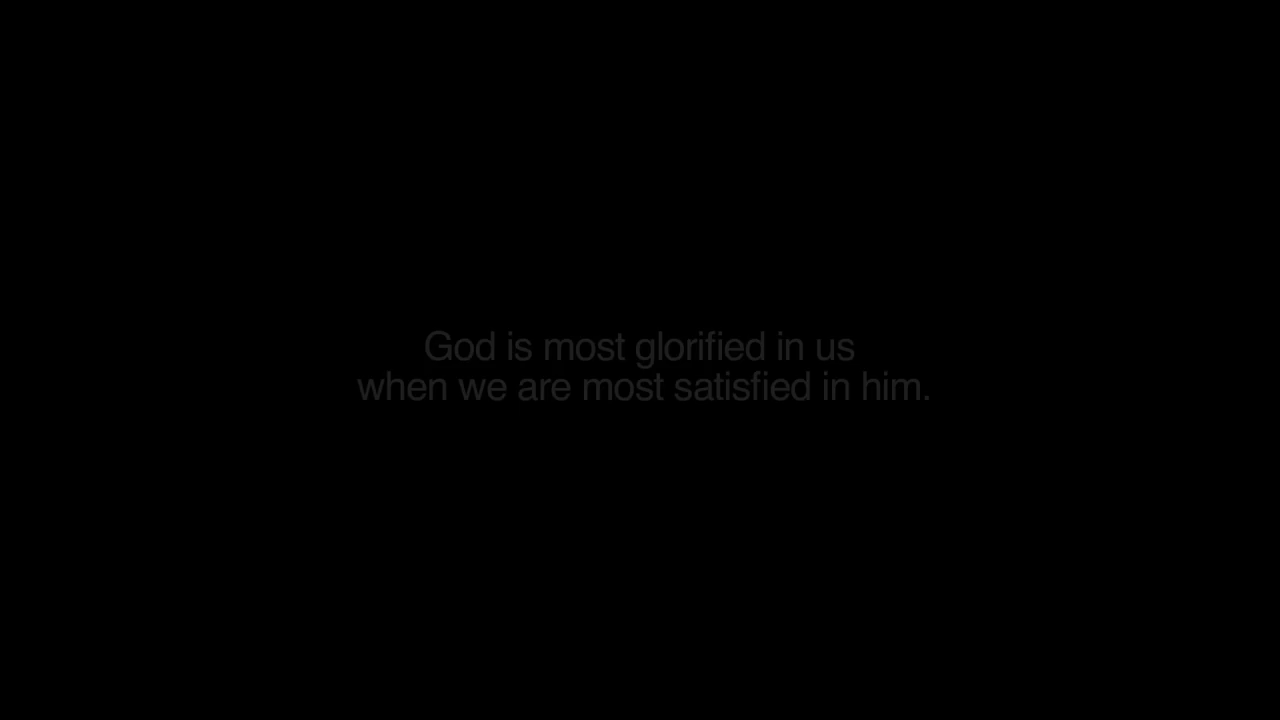 God is most glorified in us
when we are most satisfied in him.